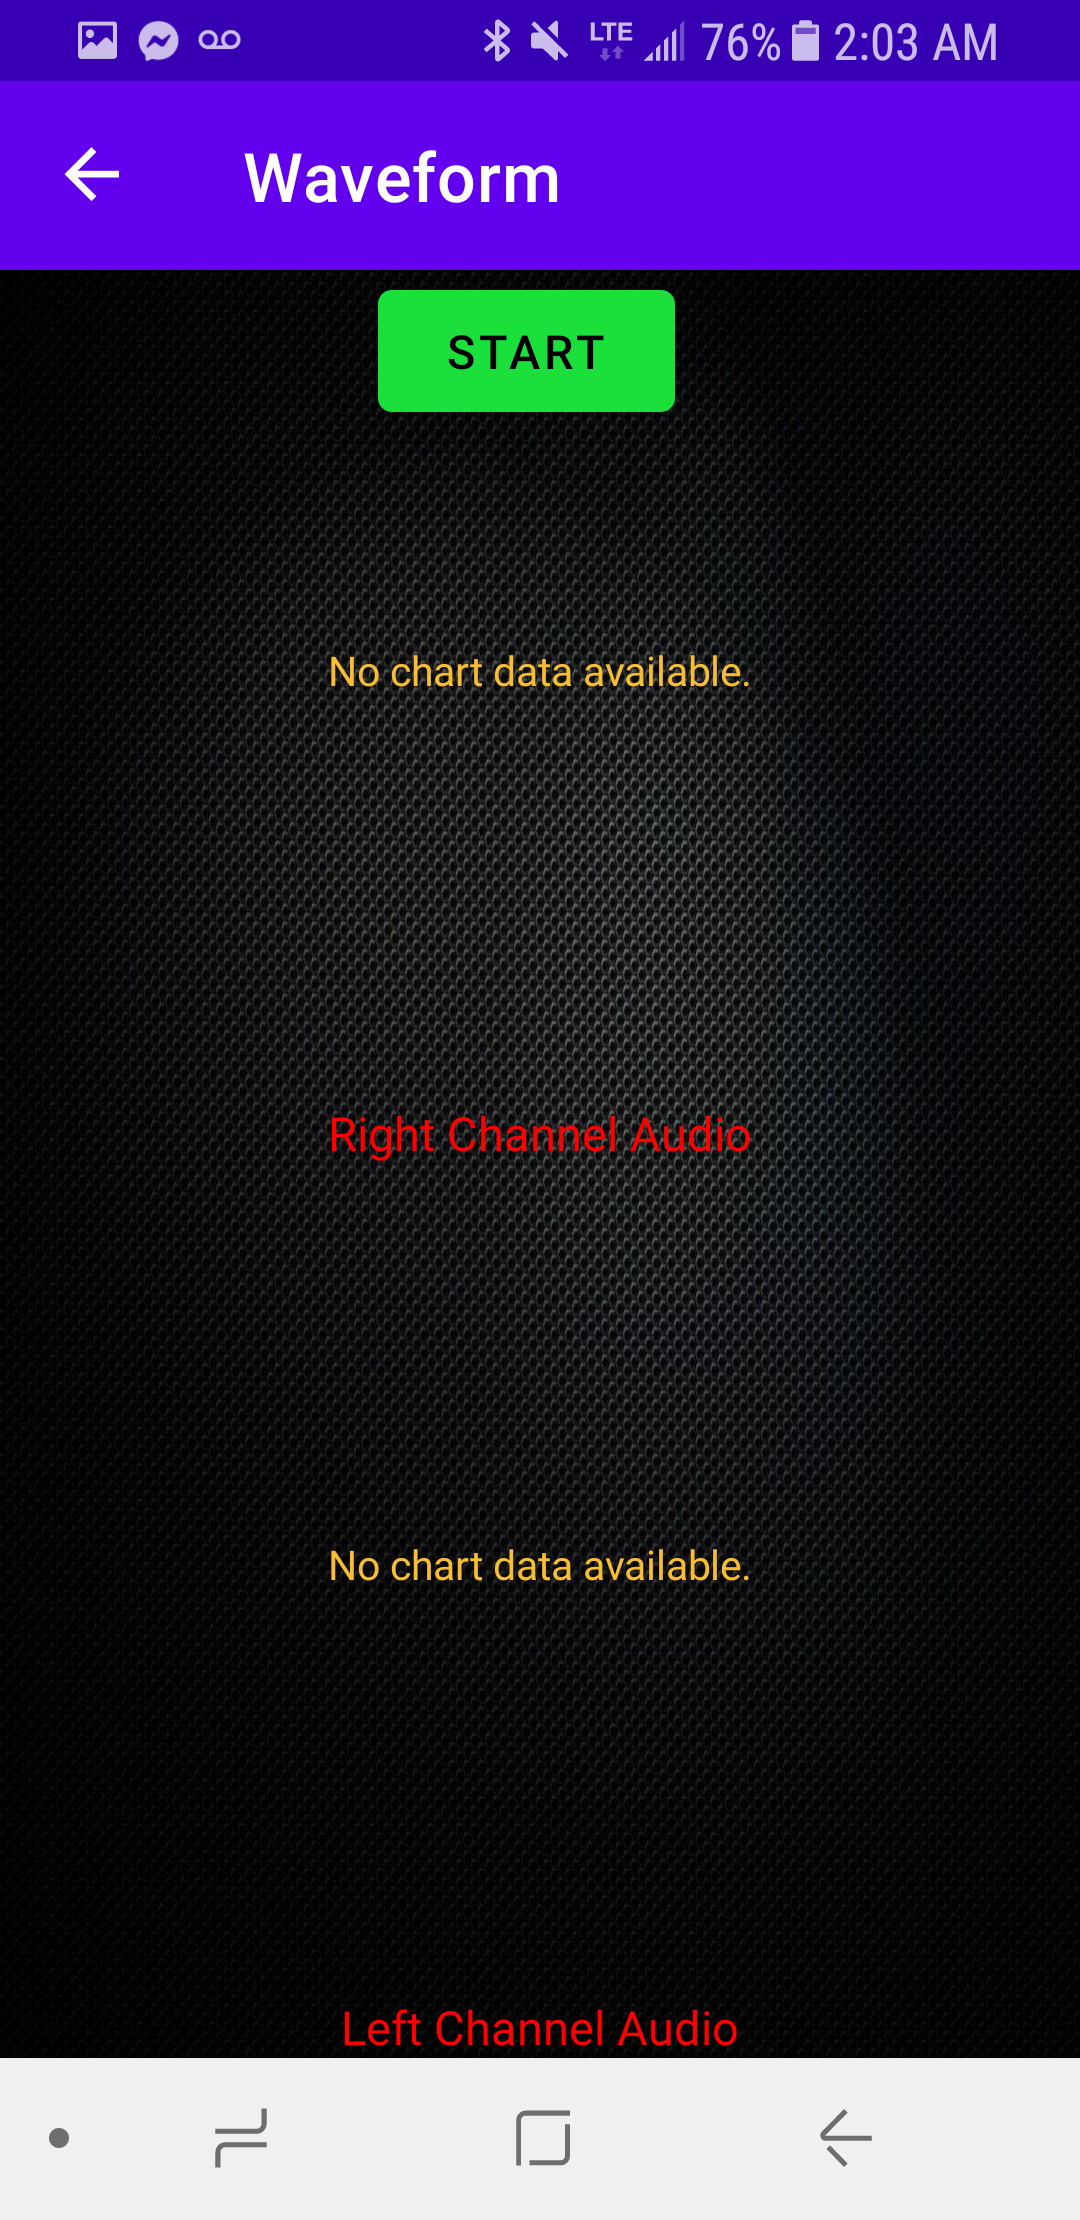 LTE 76% 2:03 AM
Waveform
START
No chart data available.
Right Channel Audio
No chart data available.
Left Channel Audio